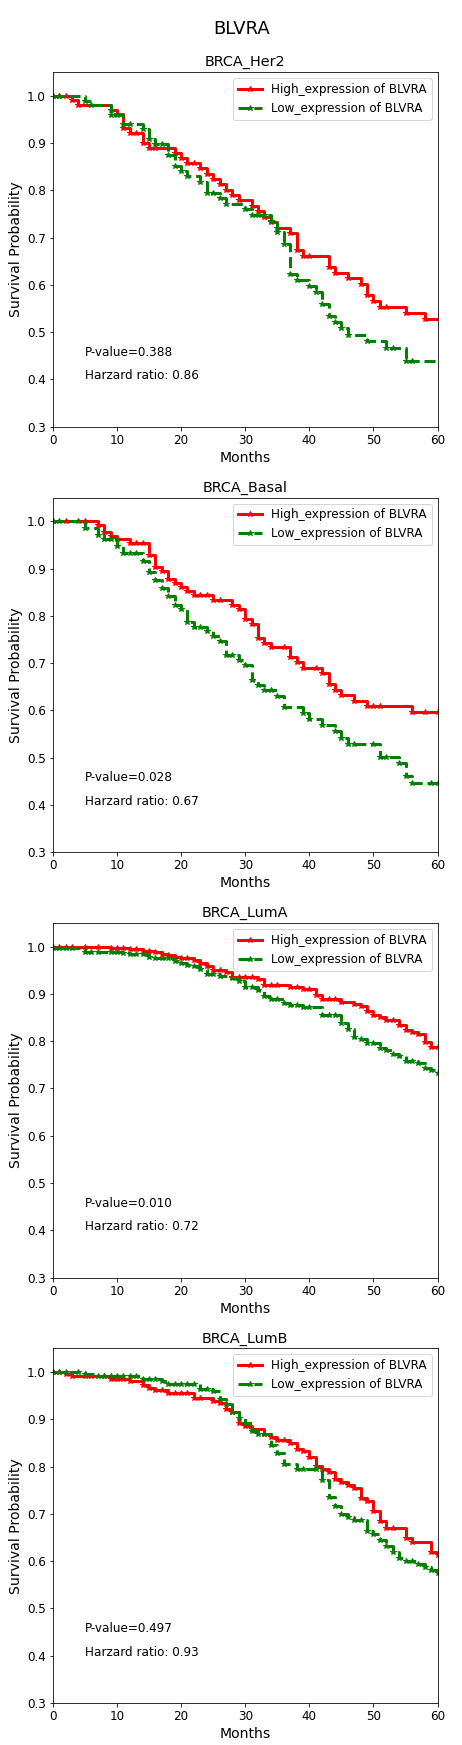 BLVRA
BRCA_Her2
High_expression of BLVRA
Low_expression of BLVRA
1.0
0.9
0.8
0.7
0.6
0.5
0.4
0.3
Survival Probability
P-value=0.388
Harzard ratio: 0.86
0 10 20 30 40 50 60
Months
BRCA_Basal
High_expression of BLVRA
Low_expression of BLVRA
1.0
0.9
0.8
0.7
0.6
0.5
0.4
0.3
Survival Probability
P-value=0.028
Harzard ratio: 0.67
0 10 20 30 40 50 60
Months
BRCA_LumA
High_expression of BLVRA
Low_expression of BLVRA
1.0
0.9
0.8
0.7
0.6
0.5
0.4
0.3
Survival Probability
P-value=0.010
Harzard ratio: 0.72
0 10 20 30 40 50 60
Months
BRCA_LumB
High_expression of BLVRA
Low_expression of BLVRA
1.0
0.9
0.8
0.7
0.6
0.5
0.4
0.3
Survival Probability
P-value=0.497
Harzard ratio: 0.93
0 10 20 30 40 50 60
Months